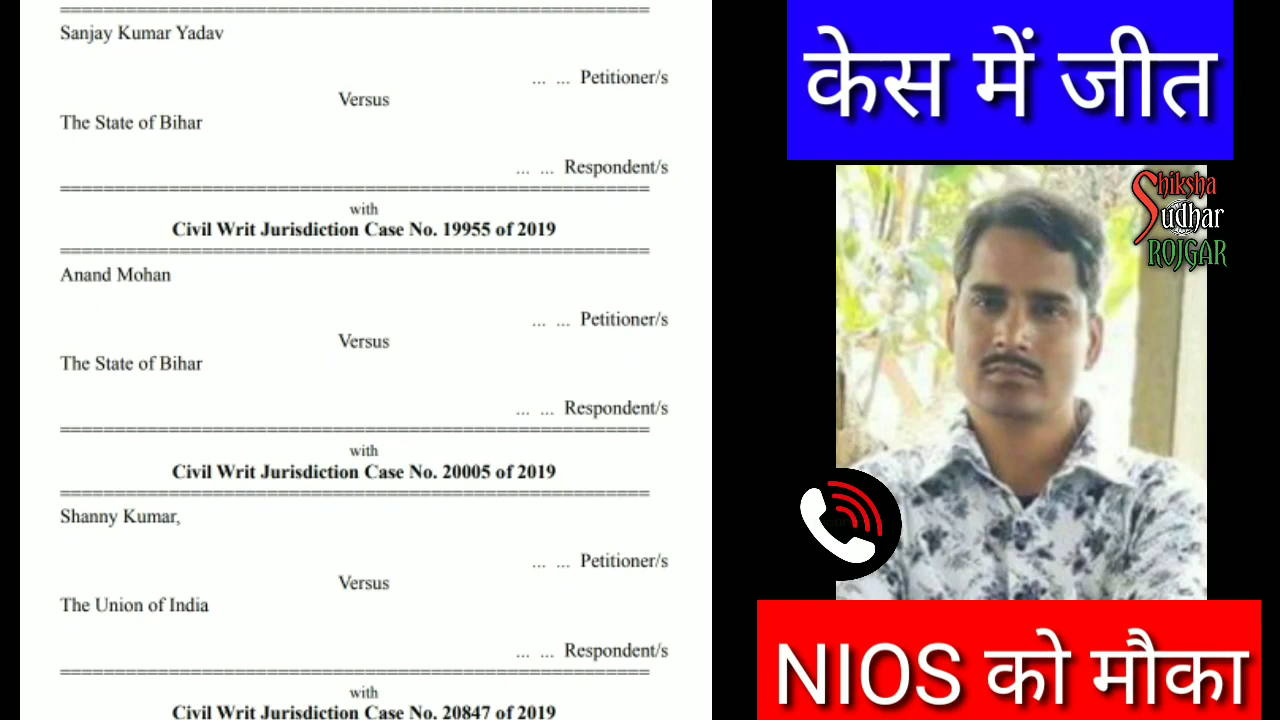 Sanjay Kumar Yadav
... ... Petitioner/s
Versus
The State of Bihar
... ... Respondent/s
with
Civil Writ Jurisdiction Case No. 19955 of 2019
Anand Mohan
... ... Petitioner/s
Versus
The State of Bihar
... ... Respondent/s
with
Civil Writ Jurisdiction Case No. 20005 of 2019
Shanny Kumar,
... ... Petitioner/s
Versus
The Union of India
... ... Respondent/s
with
Civil Writ Jurisdiction Case No. 20847 of 2019
केस में जीत
Shiksha
Sudhar
ROJGAR
NIOS को मौका